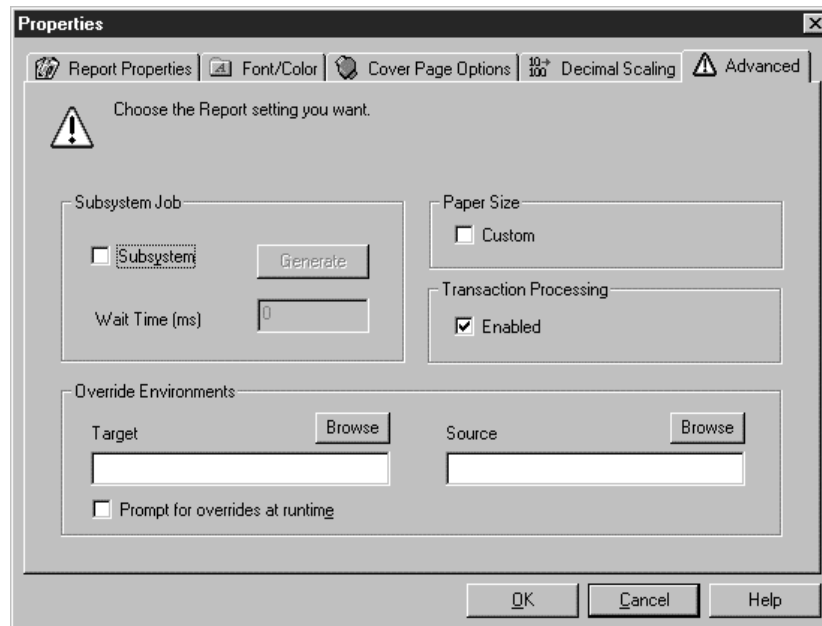 Properties
Report Properties Font/Color Cover Page Options 10→ 100 Decimal Scaling Advanced
Choose the Report setting you want.
Subsystem Job
Subsystem Generate
Wait Time (ms) 0
Paper Size
Custom
Transaction Processing
Enabled
Override Environments
Target Browse Source Browse
Prompt for overrides at runtime
OK Cancel Help